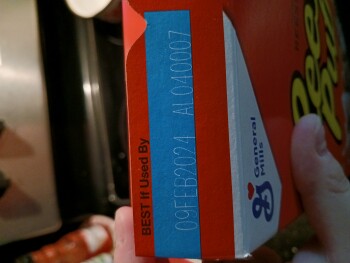 BEST If Used By
09FEB2024 AL040007
General
Mills